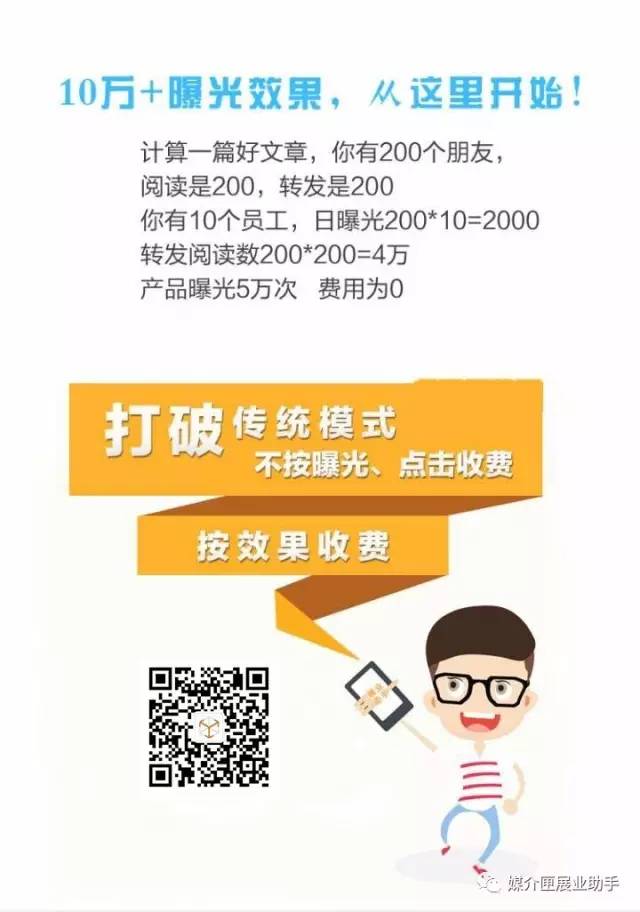 10万+曝光效果，从这里开始！
计算一篇好文章，你有200个朋友，
阅读是200，转发是200
你有10个员工，日曝光200*10=2000
转发阅读数200*200=4万
产品曝光5万次 费用为0
打破传统模式
不按曝光、点击收费
按效果收费
媒介匣展业助手